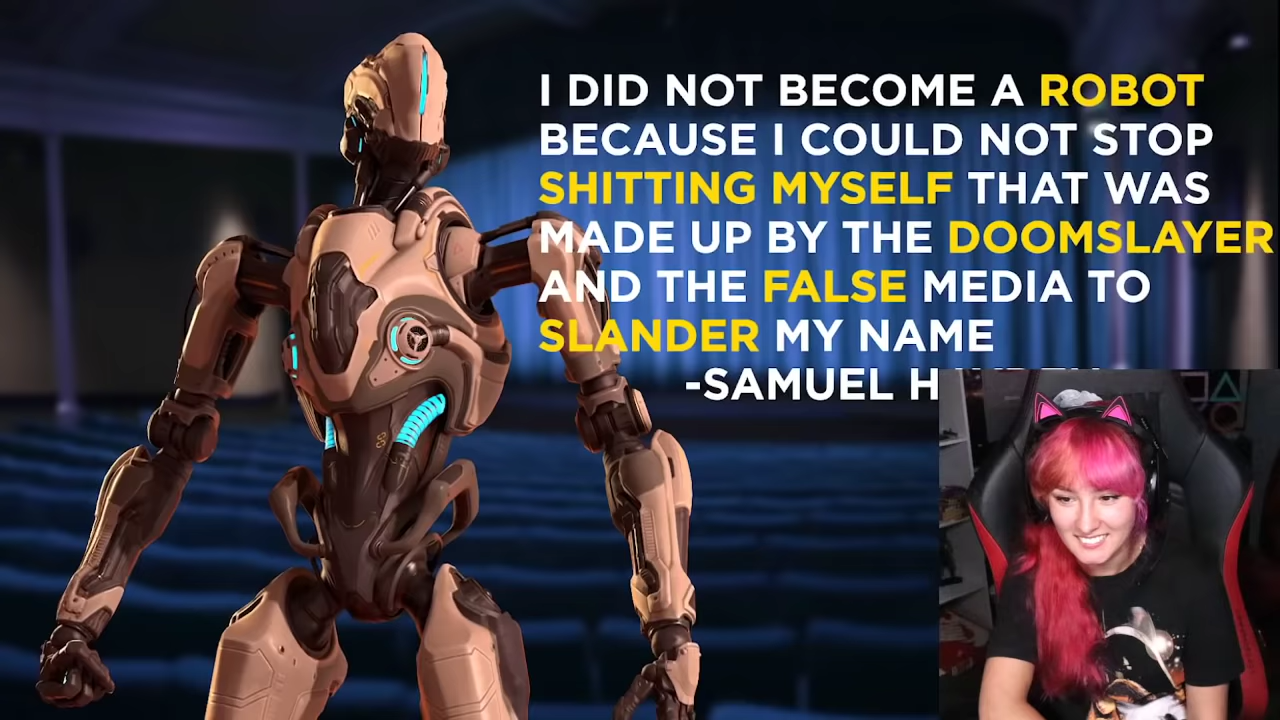 I DID NOT BECOME A ROBOT
BECAUSE I COULD NOT STOP
SHITTING MYSELF THAT WAS
MADE UP BY THE DOOMSLAYER
AND THE FALSE MEDIA TO
SLANDER MY NAME
-SAMUEL